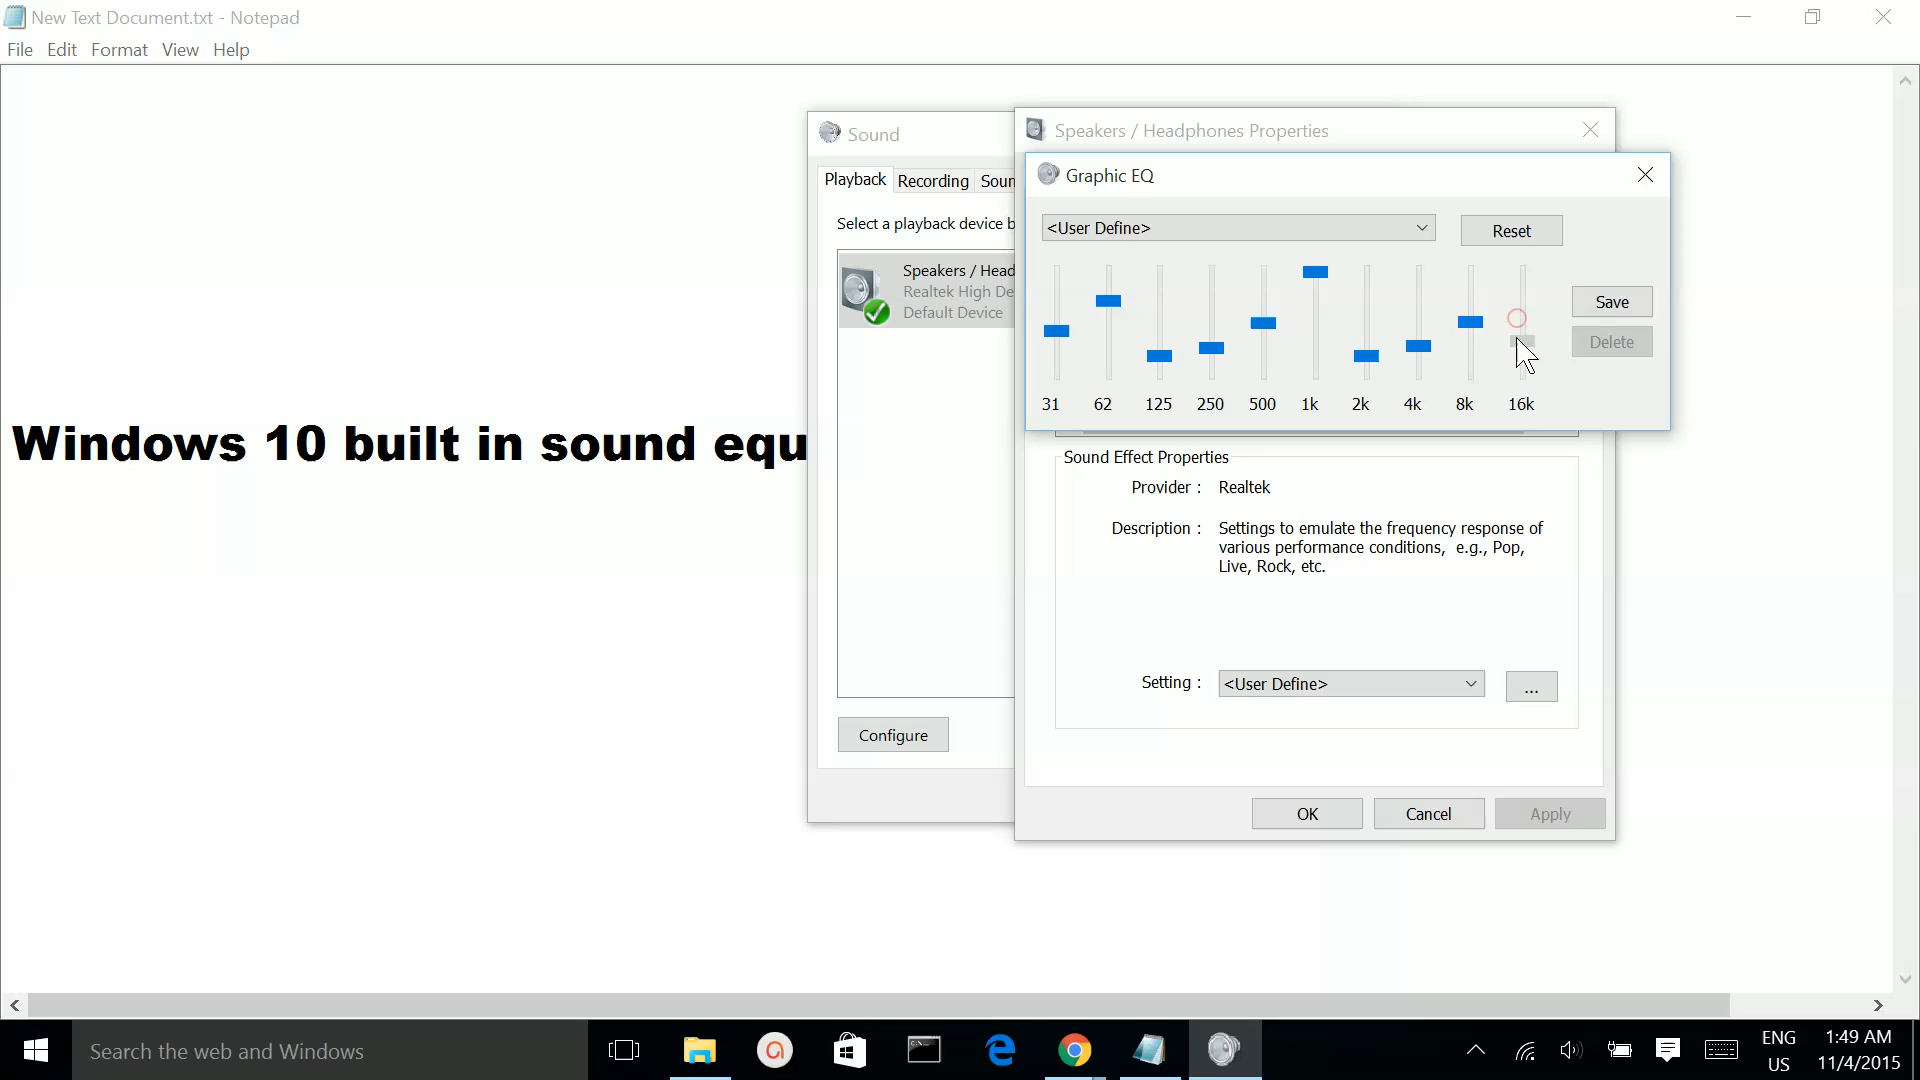 New Text Document.txt - Notepad
File Edit Format View Help
Sound
Speakers / Headphones Properties
Playback Recording Soun
Graphic EQ
Select a playback device b
<User Define>
Reset
Speakers / Head
Realtek High De
Default Device
Save
Delete
31 62 125 250 500 1k 2k 4k 8k 16k
Windows 10 built in sound equ
Sound Effect Properties
Provider : Realtek
Description : Settings to emulate the frequency response of
various performance conditions, e.g., Pop,
Live, Rock, etc.
Setting : <User Define>
...
Configure
OK Cancel Apply
Search the web and Windows
ENG
US
1:49 AM
11/4/2015